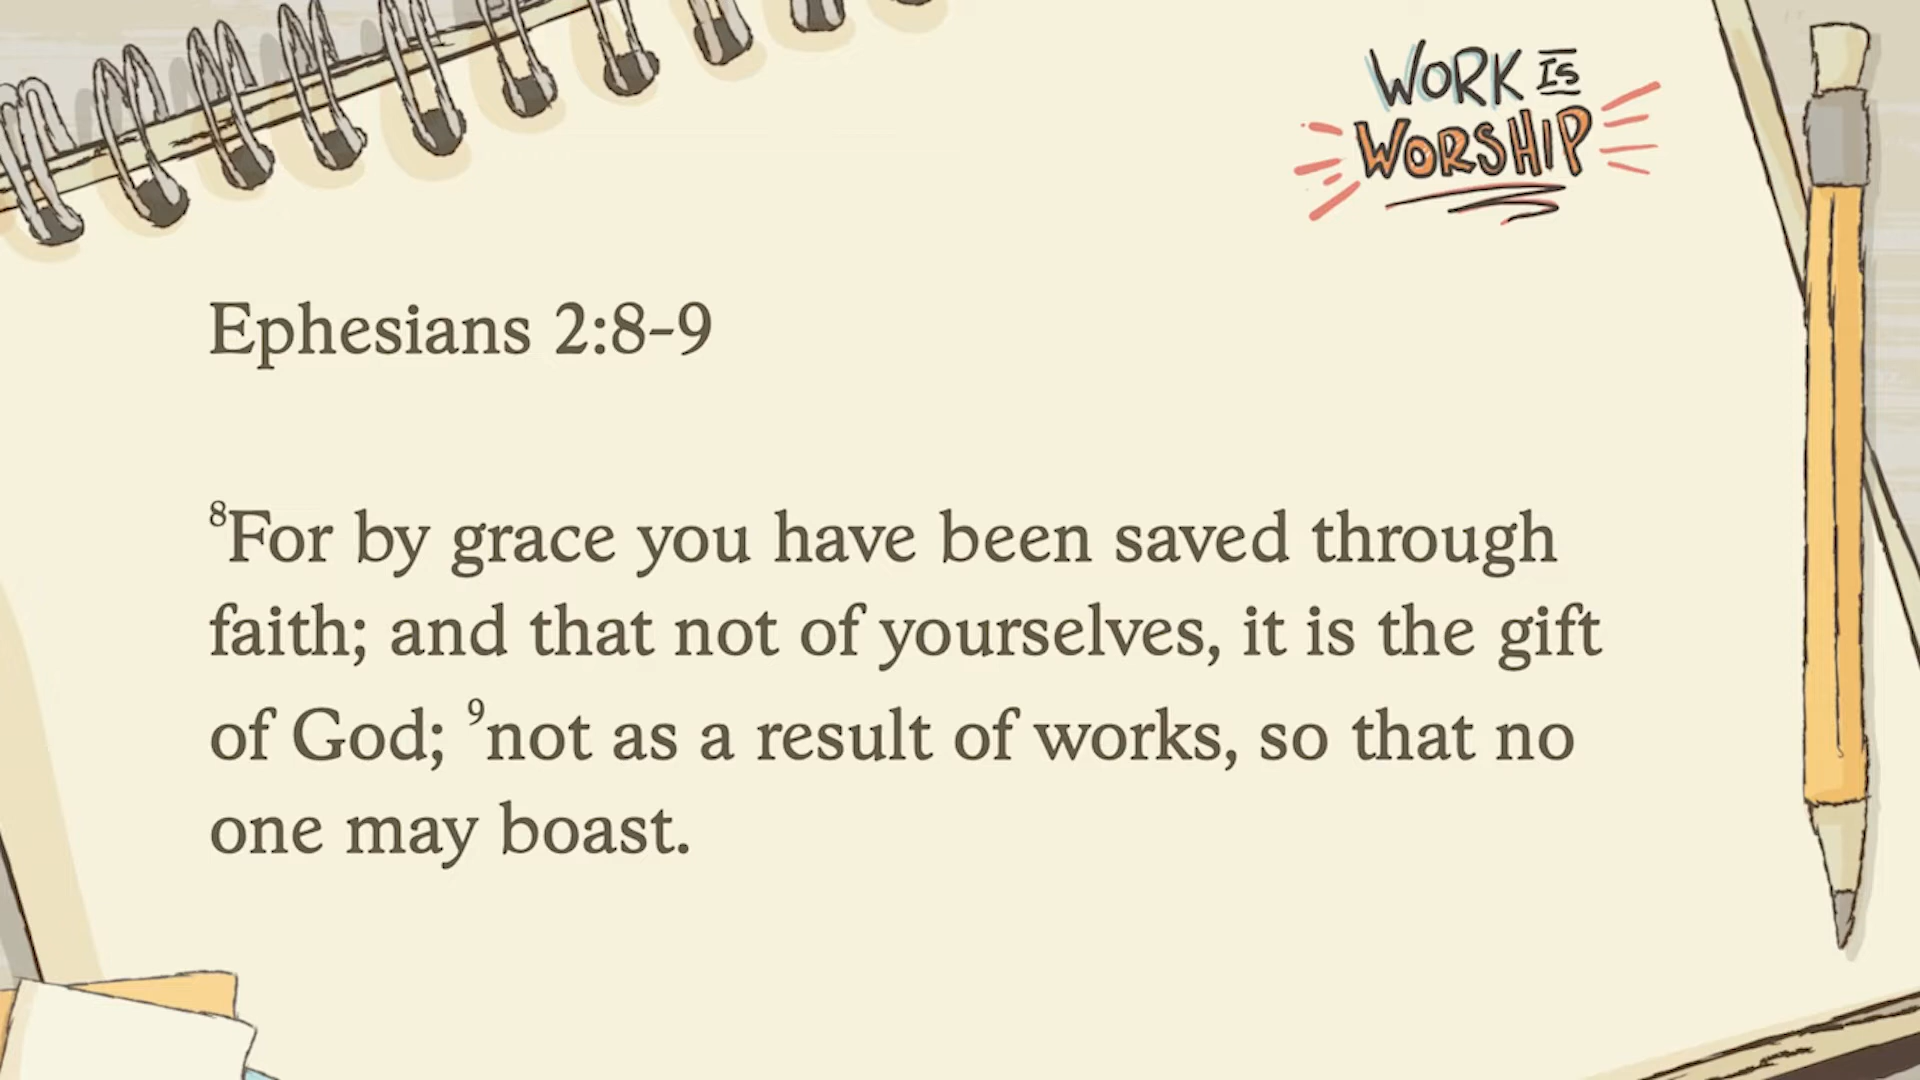 WORK IS
WORSHIP
Ephesians 2:8-9
⁸For by grace you have been saved through
faith; and that not of yourselves, it is the gift
of God; ⁹not as a result of works, so that no
one may boast.